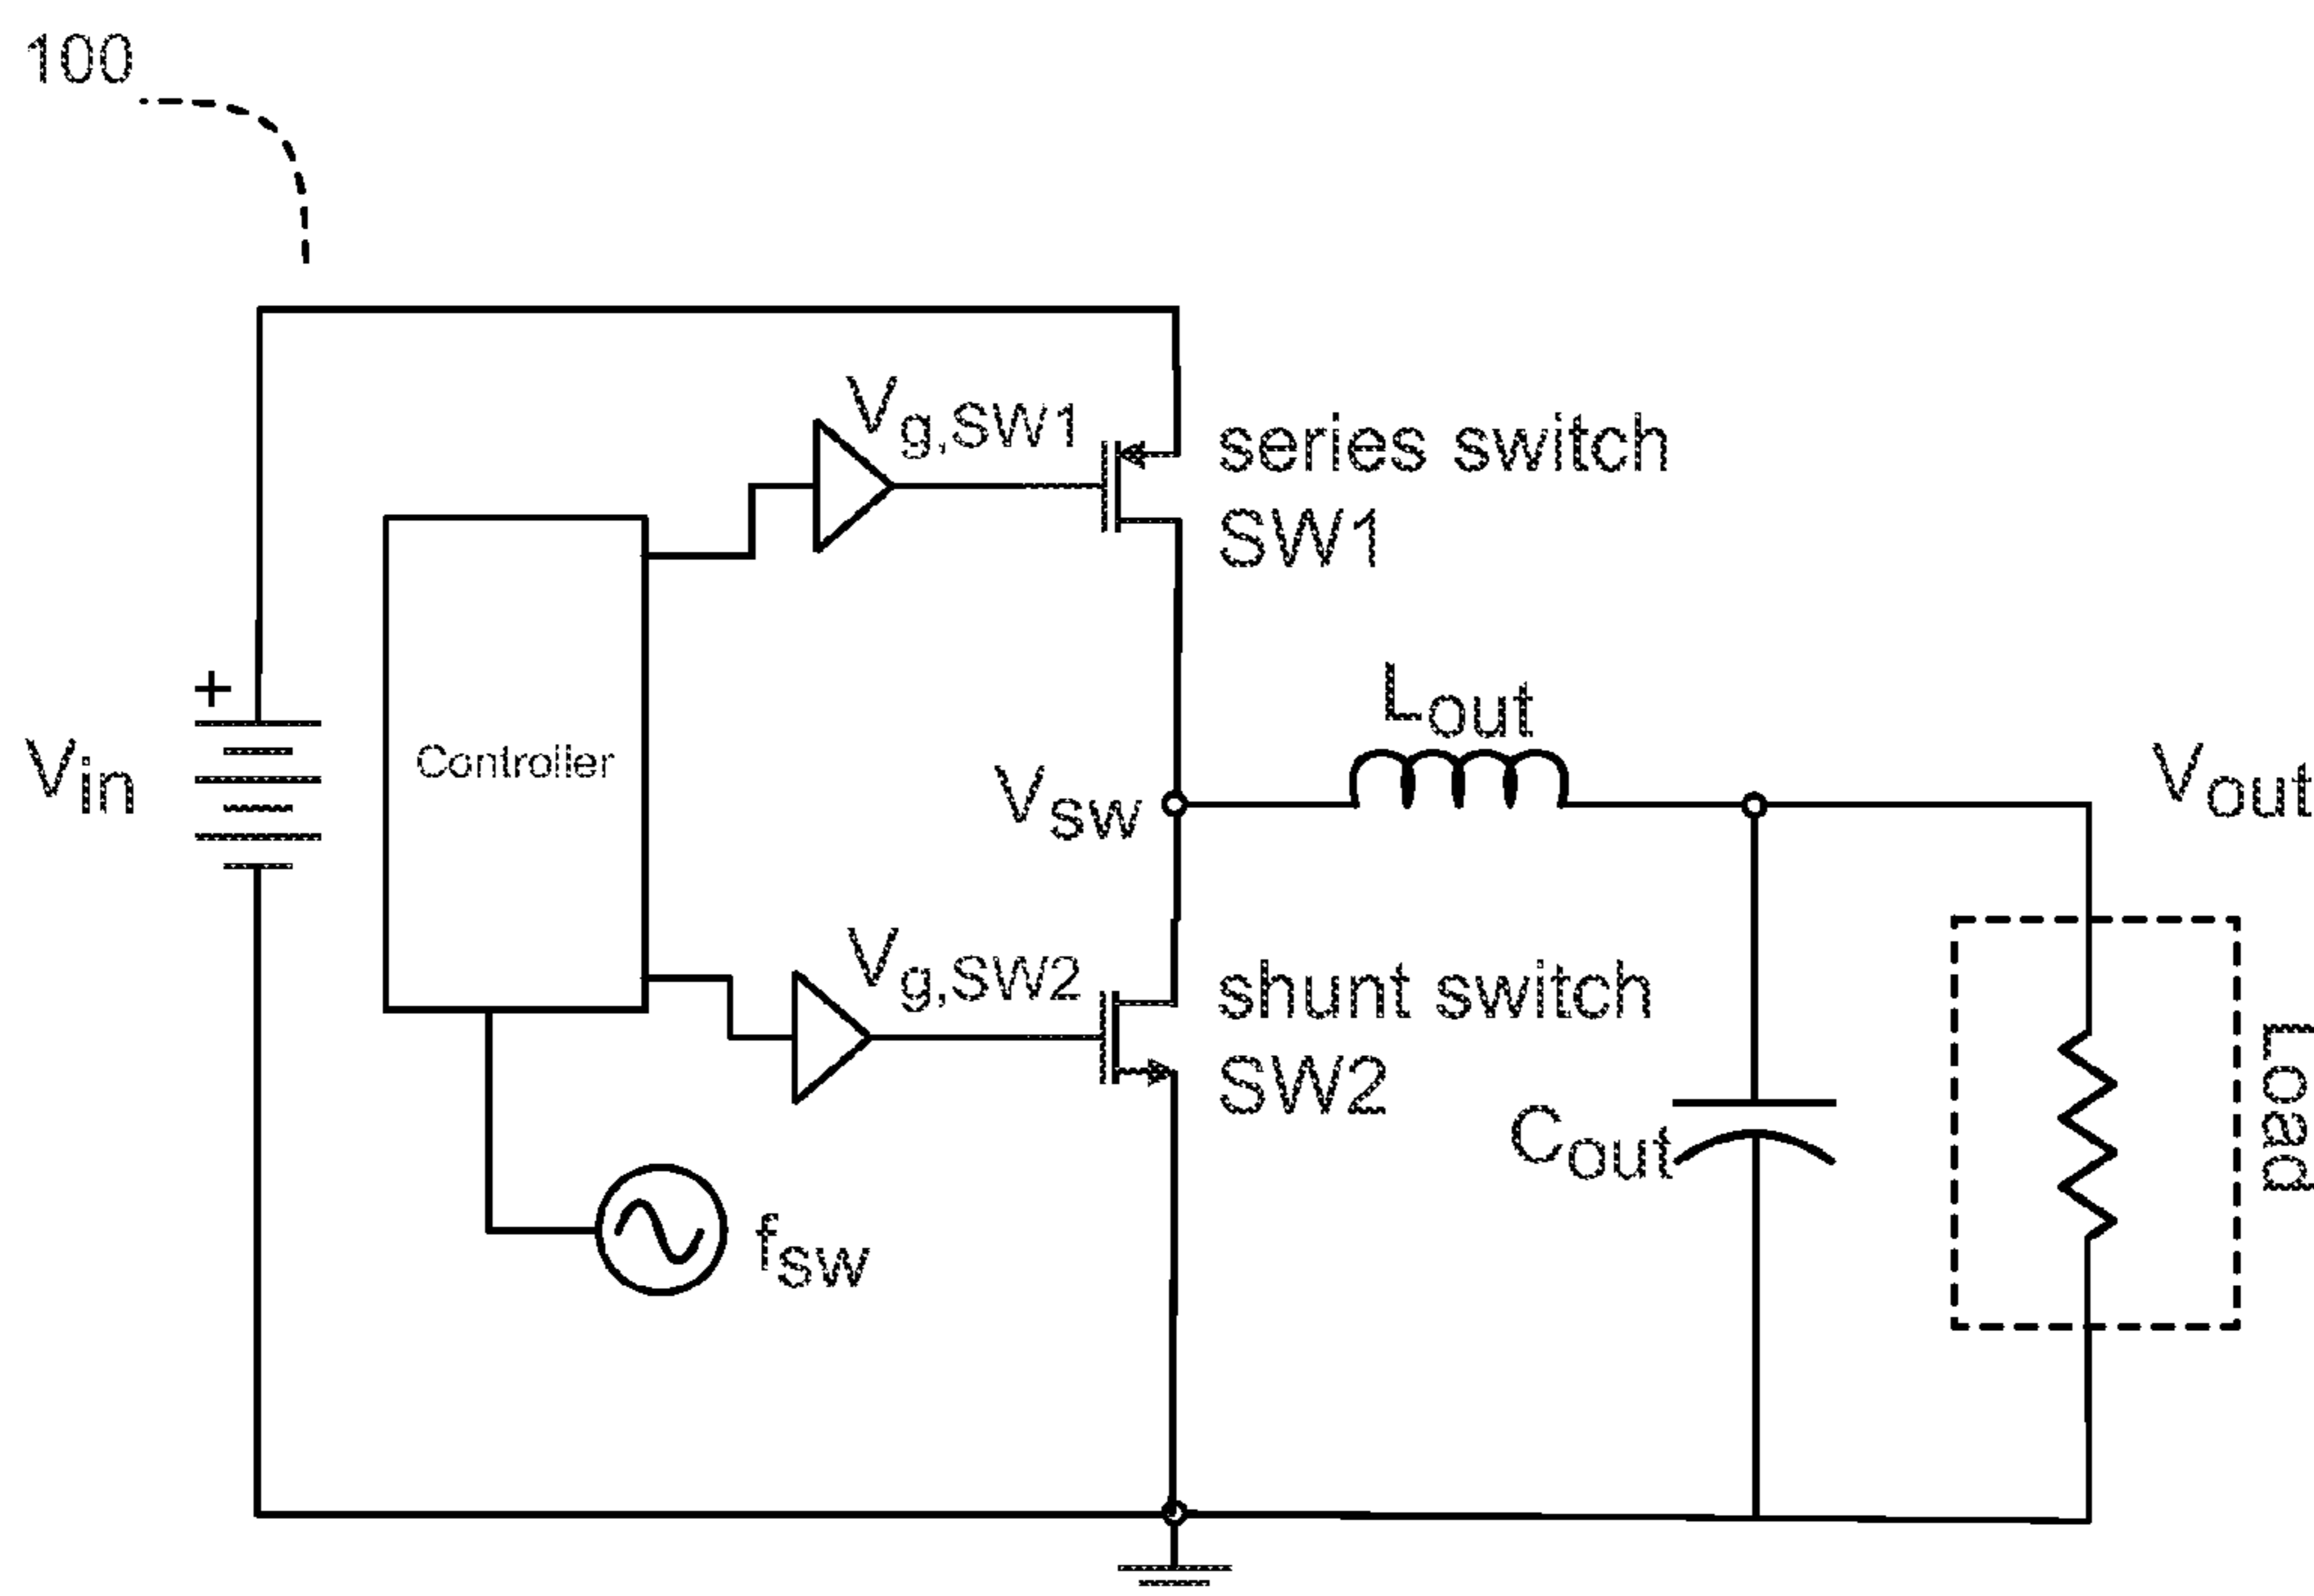 100
Vg,SW1
series switch
SW1
Vin
+
Controller
Lout
Vsw
Vout
Vg,SW2
shunt switch
SW2
Cout
Load
fsw